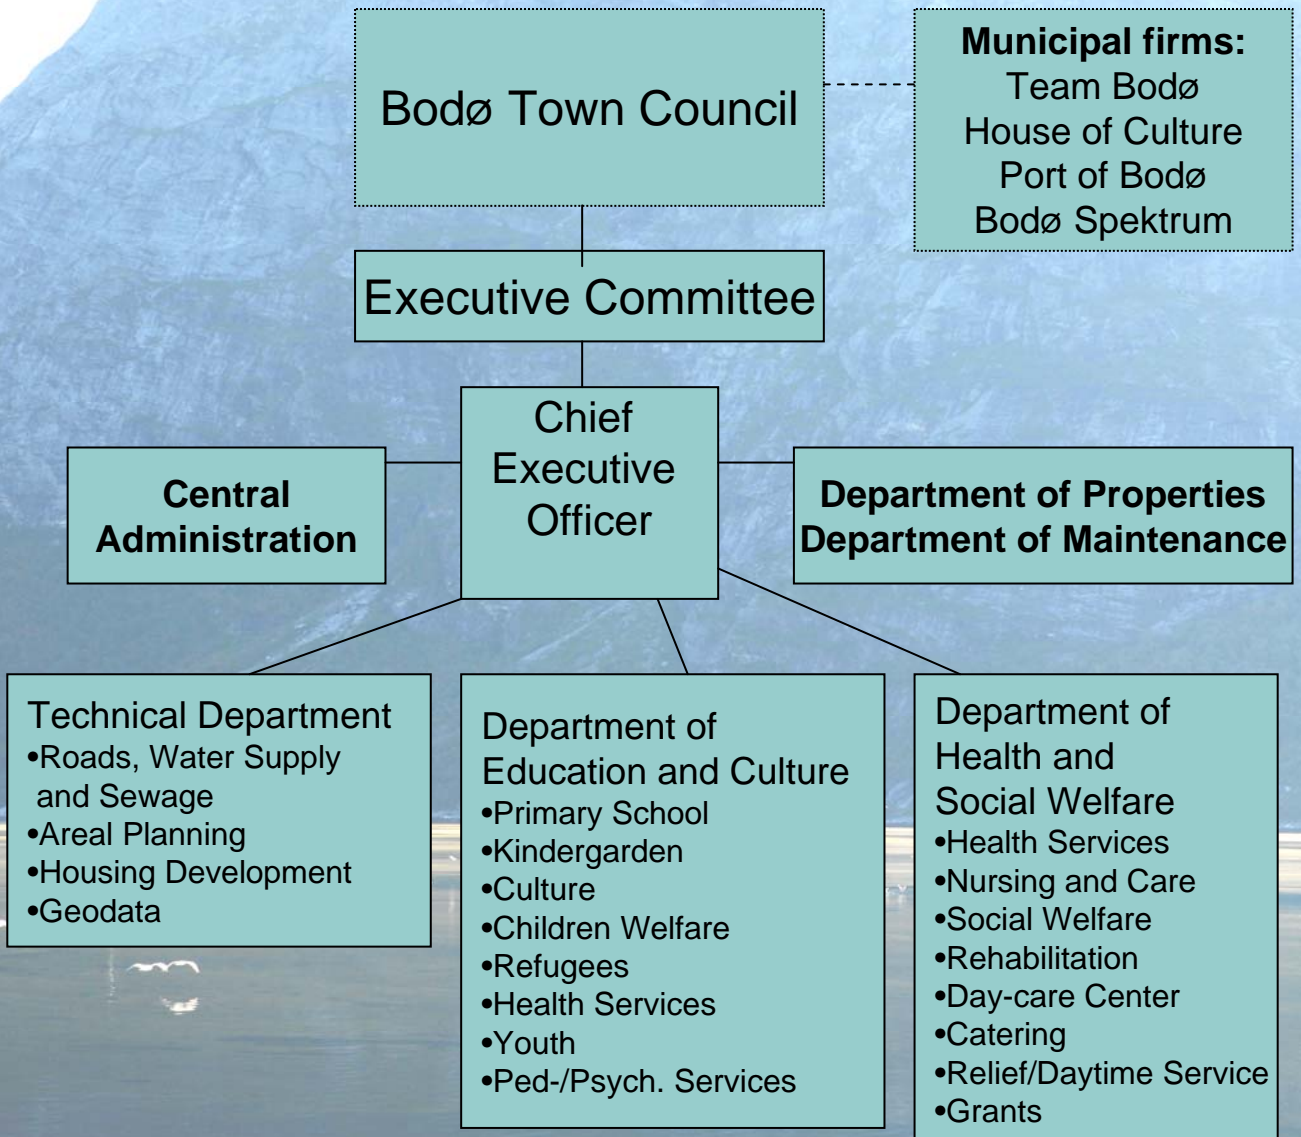 Bodø Town Council
Municipal firms:
Team Bodø
House of Culture
Port of Bodø
Bodø Spektrum
Executive Committee
Chief
Executive
Officer
Central
Administration
Department of Properties
Department of Maintenance
Technical Department
•Roads, Water Supply
and Sewage
•Areal Planning
•Housing Development
•Geodata
Department of
Education and Culture
•Primary School
•Kindergarden
•Culture
•Children Welfare
•Refugees
•Health Services
•Youth
•Ped-/Psych. Services
Department of
Health and
Social Welfare
•Health Services
•Nursing and Care
•Social Welfare
•Rehabilitation
•Day-care Center
•Catering
•Relief/Daytime Service
•Grants